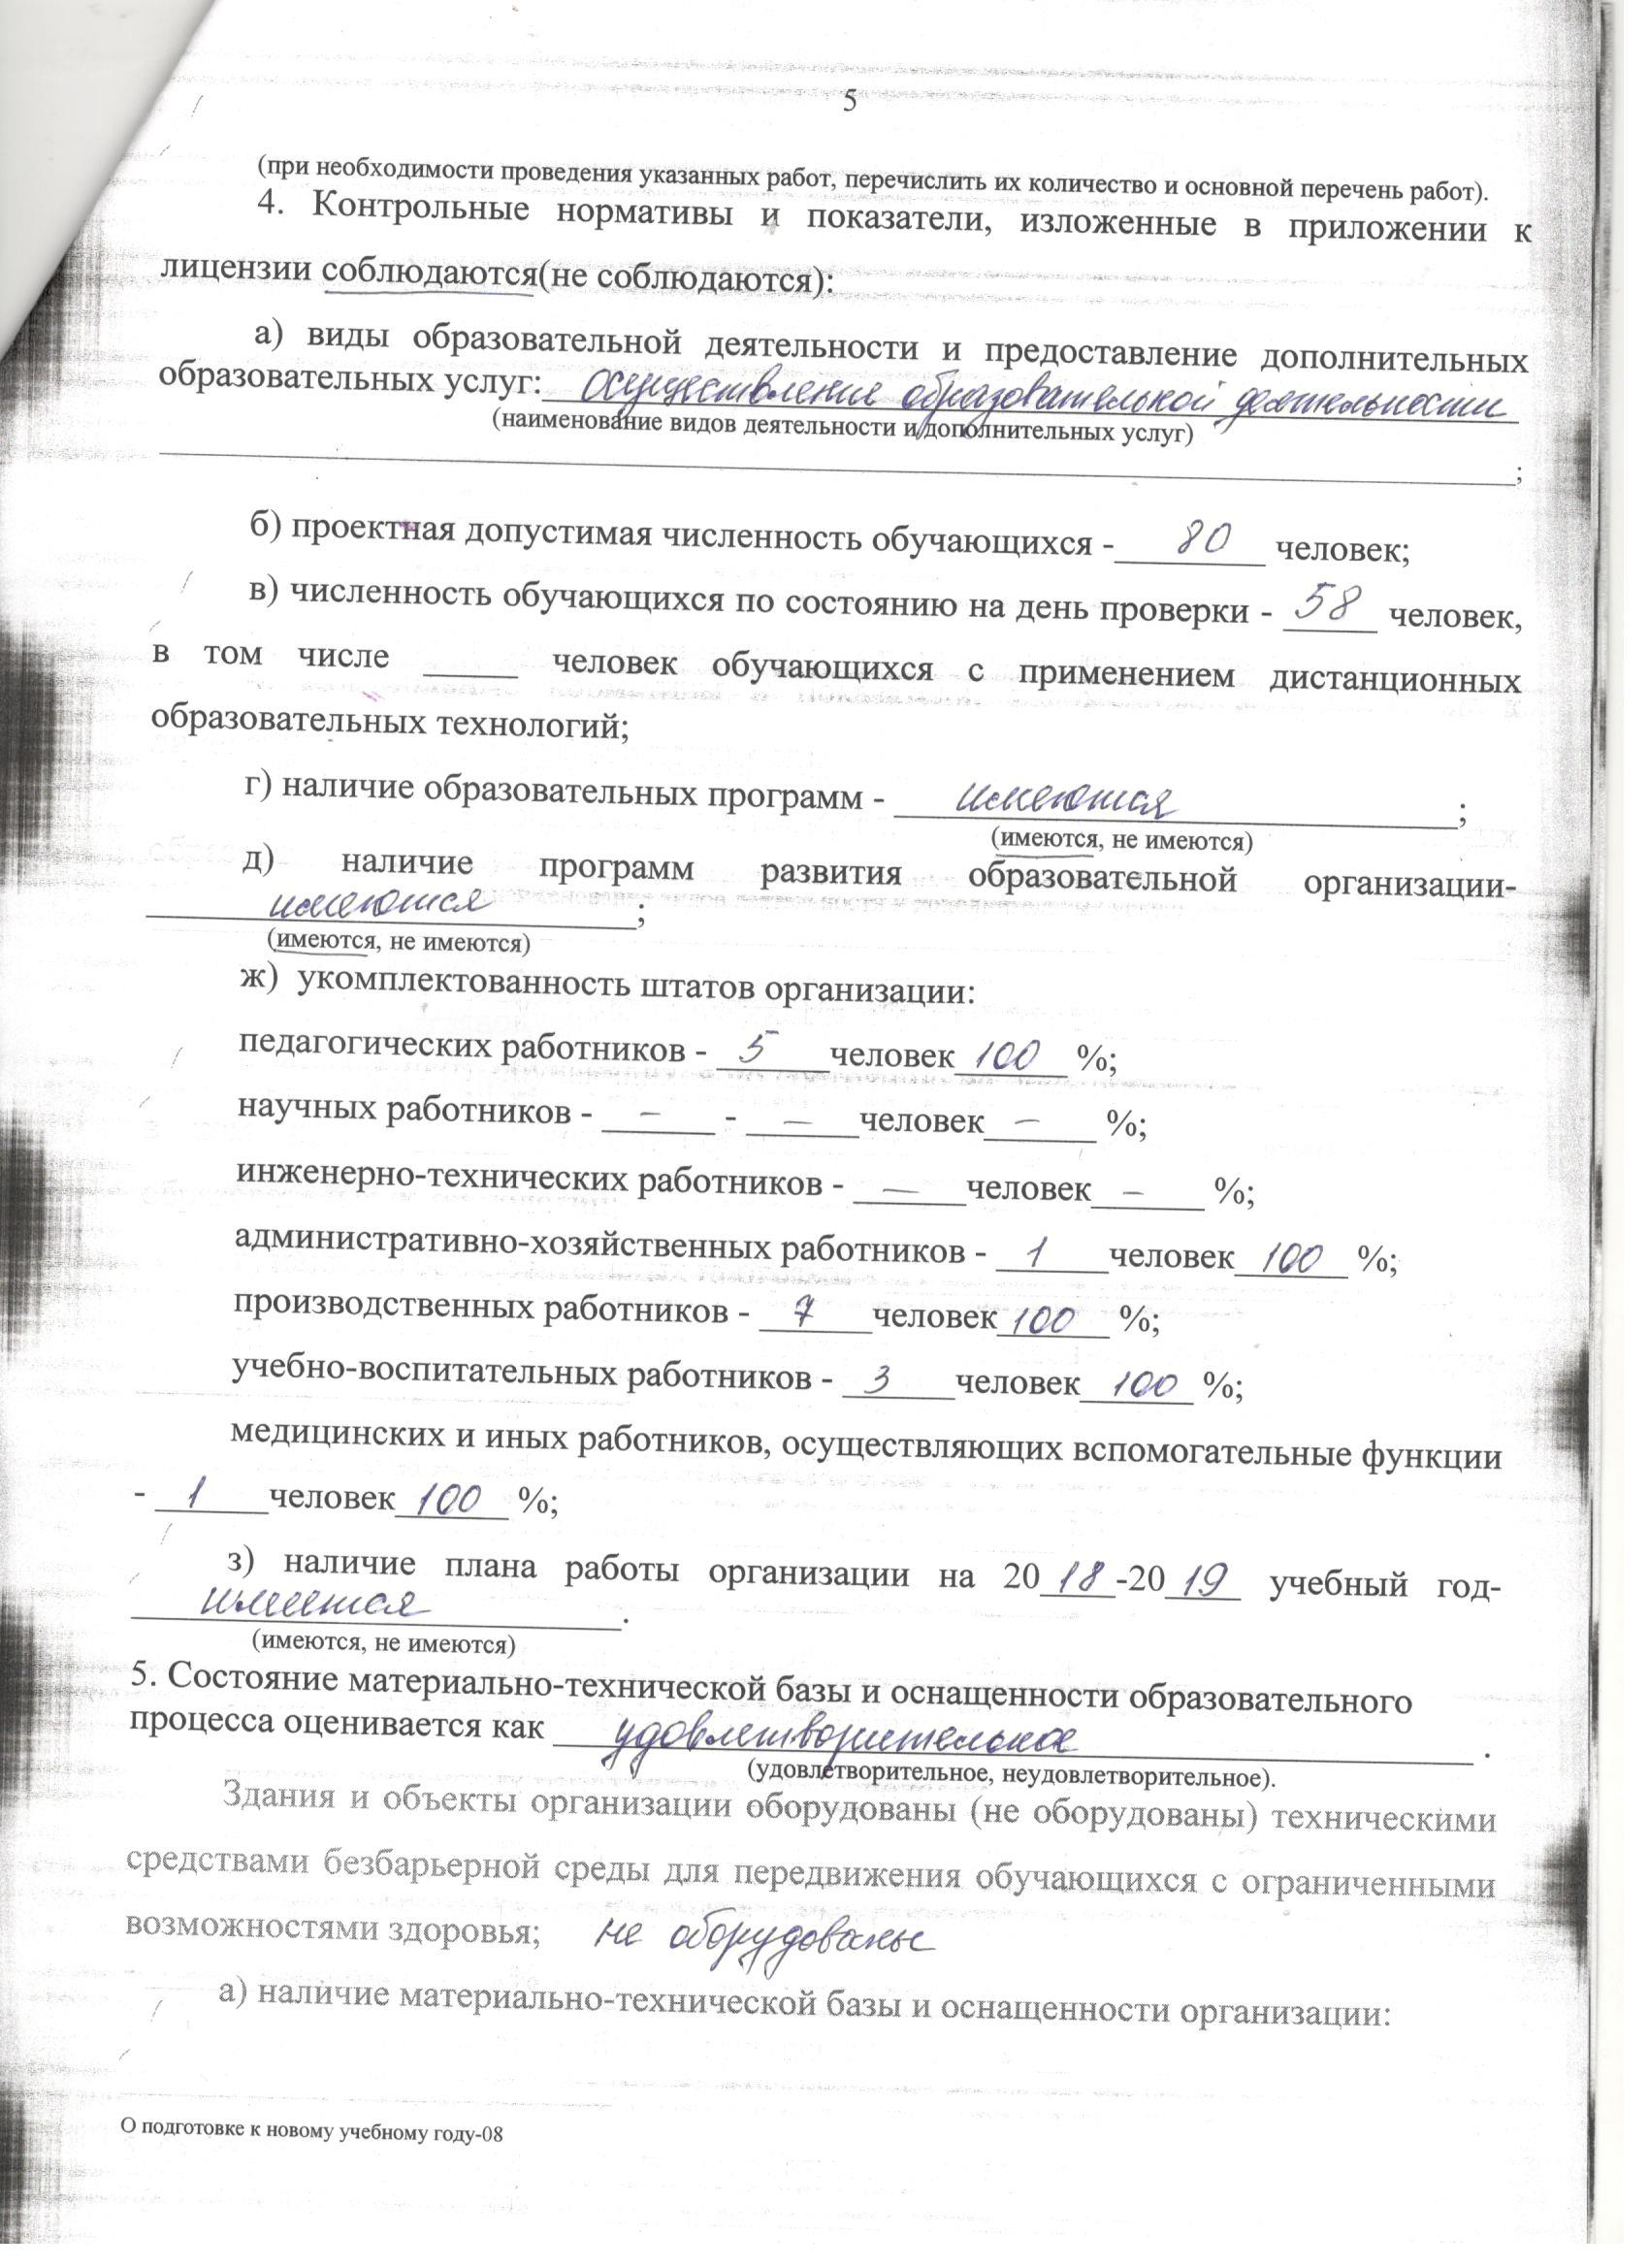 5
(при необходимости проведения указанных работ, перечислить их количество и основной перечень работ).
4. Контрольные нормативы и показатели, изложенные в приложении к
лицензии соблюдаются(не соблюдаются):
а) виды образовательной деятельности и предоставление дополнительных
образовательных услуг: осуществление образовательной деятельности
(наименование видов деятельности и дополнительных услуг)
;
б) проектная допустимая численность обучающихся - 80 человек;
в) численность обучающихся по состоянию на день проверки - 58 человек,
в том числе ______ человек обучающихся с применением дистанционных
образовательных технологий;
г) наличие образовательных программ - имеются ;
(имеются, не имеются)
д) наличие программ развития образовательной организации-
имеются ;
(имеются, не имеются)
ж) укомплектованность штатов организации:
педагогических работников - 5 человек 100 %;
научных работников - – - – человек – %;
инженерно-технических работников - – человек – %;
административно-хозяйственных работников - 1 человек 100 %;
производственных работников - 7 человек 100 %;
учебно-воспитательных работников - 3 человек 100 %;
медицинских и иных работников, осуществляющих вспомогательные функции
- 1 человек 100 %;
з) наличие плана работы организации на 20 18 -20 19 учебный год-
имеется .
(имеются, не имеются)
5. Состояние материально-технической базы и оснащенности образовательного
процесса оценивается как удовлетворительное .
(удовлетворительное, неудовлетворительное).
Здания и объекты организации оборудованы (не оборудованы) техническими
средствами безбарьерной среды для передвижения обучающихся с ограниченными
возможностями здоровья; не оборудованы
а) наличие материально-технической базы и оснащенности организации:
О подготовке к новому учебному году-08